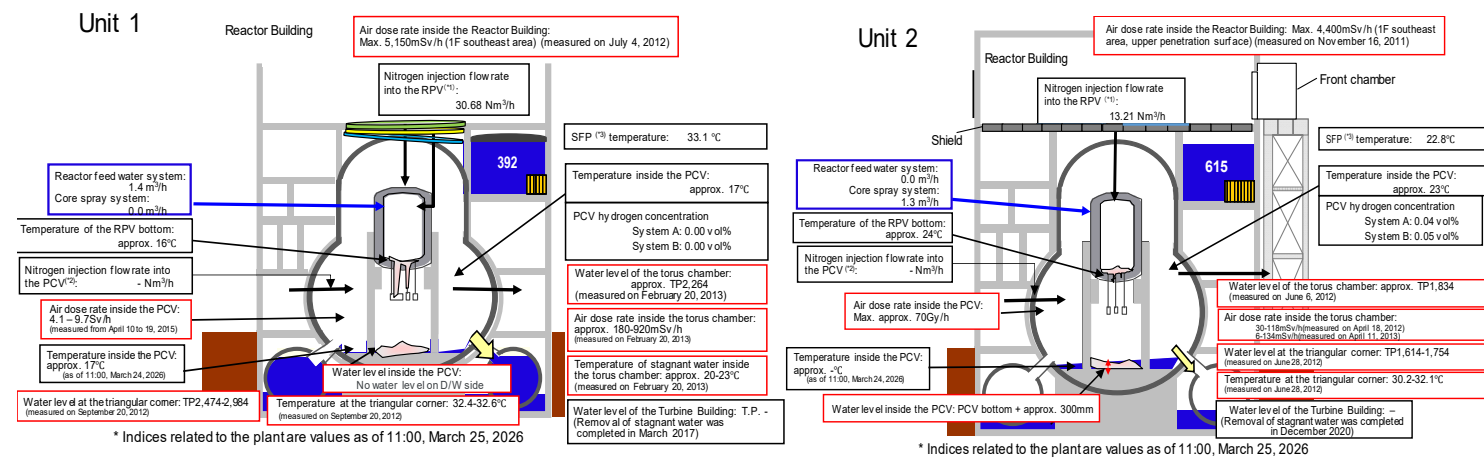 Unit 1
Reactor Building
Air dose rate inside the Reactor Building:
Max. 5,150mSv/h (1F southeast area) (measured on July 4, 2012)
Nitrogen injection flow rate
into the RPV(*1):
30.68 Nm3/h
SFP (*3) temperature: 33.1 ℃
392
Reactor feed water system:
1.4 m3/h
Core spray system:
0.0 m3/h
Temperature inside the PCV:
approx. 17℃
PCV hydrogen concentration
System A: 0.00 vol%
System B: 0.00 vol%
Temperature of the RPV bottom:
approx. 16℃
Nitrogen injection flow rate into
the PCV(*2): - Nm3/h
Water level of the torus chamber:
approx. TP2,264
(measured on February 20, 2013)
Air dose rate inside the PCV:
4.1 – 9.7Sv/h
(measured from April 10 to 19, 2015)
Air dose rate inside the torus chamber:
approx. 180-920mSv/h
(measured on February 20, 2013)
Temperature inside the PCV:
approx. 17℃
(as of 11:00, March 24, 2026)
Temperature of stagnant water inside
the torus chamber: approx. 20-23℃
(measured on February 20, 2013)
Water level inside the PCV:
No water level on D/W side
Water level at the triangular corner: TP2,474-2,984
(measured on September 20, 2012)
Temperature at the triangular corner: 32.4-32.6℃
(measured on September 20, 2012)
Water level of the Turbine Building: T.P. -
(Removal of stagnant water was
completed in March 2017)
* Indices related to the plant are values as of 11:00, March 25, 2026
Unit 2
Reactor Building
Air dose rate inside the Reactor Building: Max. 4,400mSv/h (1F southeast
area, upper penetration surface) (measured on November 16, 2011)
Front chamber
Nitrogen injection flow rate
into the RPV (*1):
13.21 Nm3/h
Shield
SFP (*3) temperature: 22.8℃
615
Reactor feed water system:
0.0 m3/h
Core spray system:
1.3 m3/h
Temperature inside the PCV:
approx. 23℃
PCV hydrogen concentration
System A: 0.04 vol%
System B: 0.05 vol%
Temperature of the RPV bottom:
approx. 24℃
Nitrogen injection flow rate into
the PCV(*2): - Nm3/h
Water level of the torus chamber: approx. TP1,834
(measured on June 6, 2012)
Air dose rate inside the PCV:
Max. approx. 70Gy/h
Air dose rate inside the torus chamber:
30-118mSv/h(measured on April 18, 2012)
6-134mSv/h(measured on April 11, 2013)
Water level at the triangular corner: TP1,614-1,754
(measured on June 28, 2012)
Temperature inside the PCV:
approx. -℃
(as of 11:00, March 24, 2026)
Temperature at the triangular corner: 30.2-32.1℃
(measured on June 28, 2012)
Water level inside the PCV: PCV bottom + approx. 300mm
Water level of the Turbine Building: –
(Removal of stagnant water was completed
in December 2020)
* Indices related to the plant are values as of 11:00, March 25, 2026